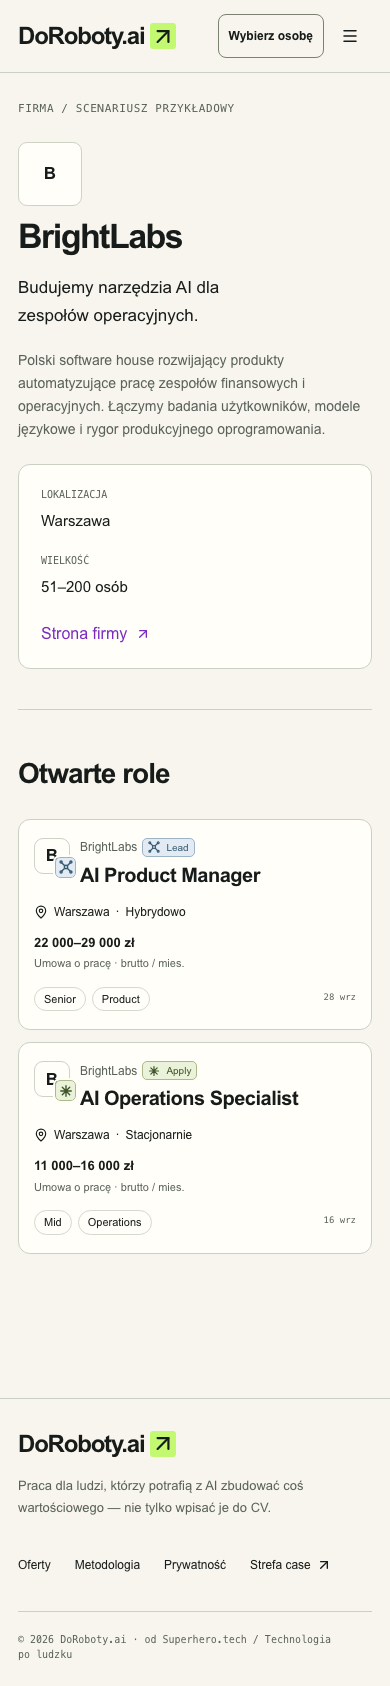 DoRoboty.ai
Wybierz osobę
FIRMA / SCENARIUSZ PRZYKŁADOWY
B
BrightLabs
Budujemy narzędzia AI dla
zespołów operacyjnych.
Polski software house rozwijający produkty
automatyzujące pracę zespołów finansowych i
operacyjnych. Łączymy badania użytkowników, modele
językowe i rygor produkcyjnego oprogramowania.
LOKALIZACJA
Warszawa
WIELKOŚĆ
51–200 osób
Strona firmy
Otwarte role
B
BrightLabs Lead
AI Product Manager
Warszawa · Hybrydowo
22 000–29 000 zł
Umowa o pracę · brutto / mies.
Senior Product 28 wrz
B
BrightLabs Apply
AI Operations Specialist
Warszawa · Stacjonarnie
11 000–16 000 zł
Umowa o pracę · brutto / mies.
Mid Operations 16 wrz
DoRoboty.ai
Praca dla ludzi, którzy potrafią z AI zbudować coś
wartościowego — nie tylko wpisać je do CV.
Oferty Metodologia Prywatność Strefa case
© 2026 DoRoboty.ai · od Superhero.tech / Technologia
po ludzku